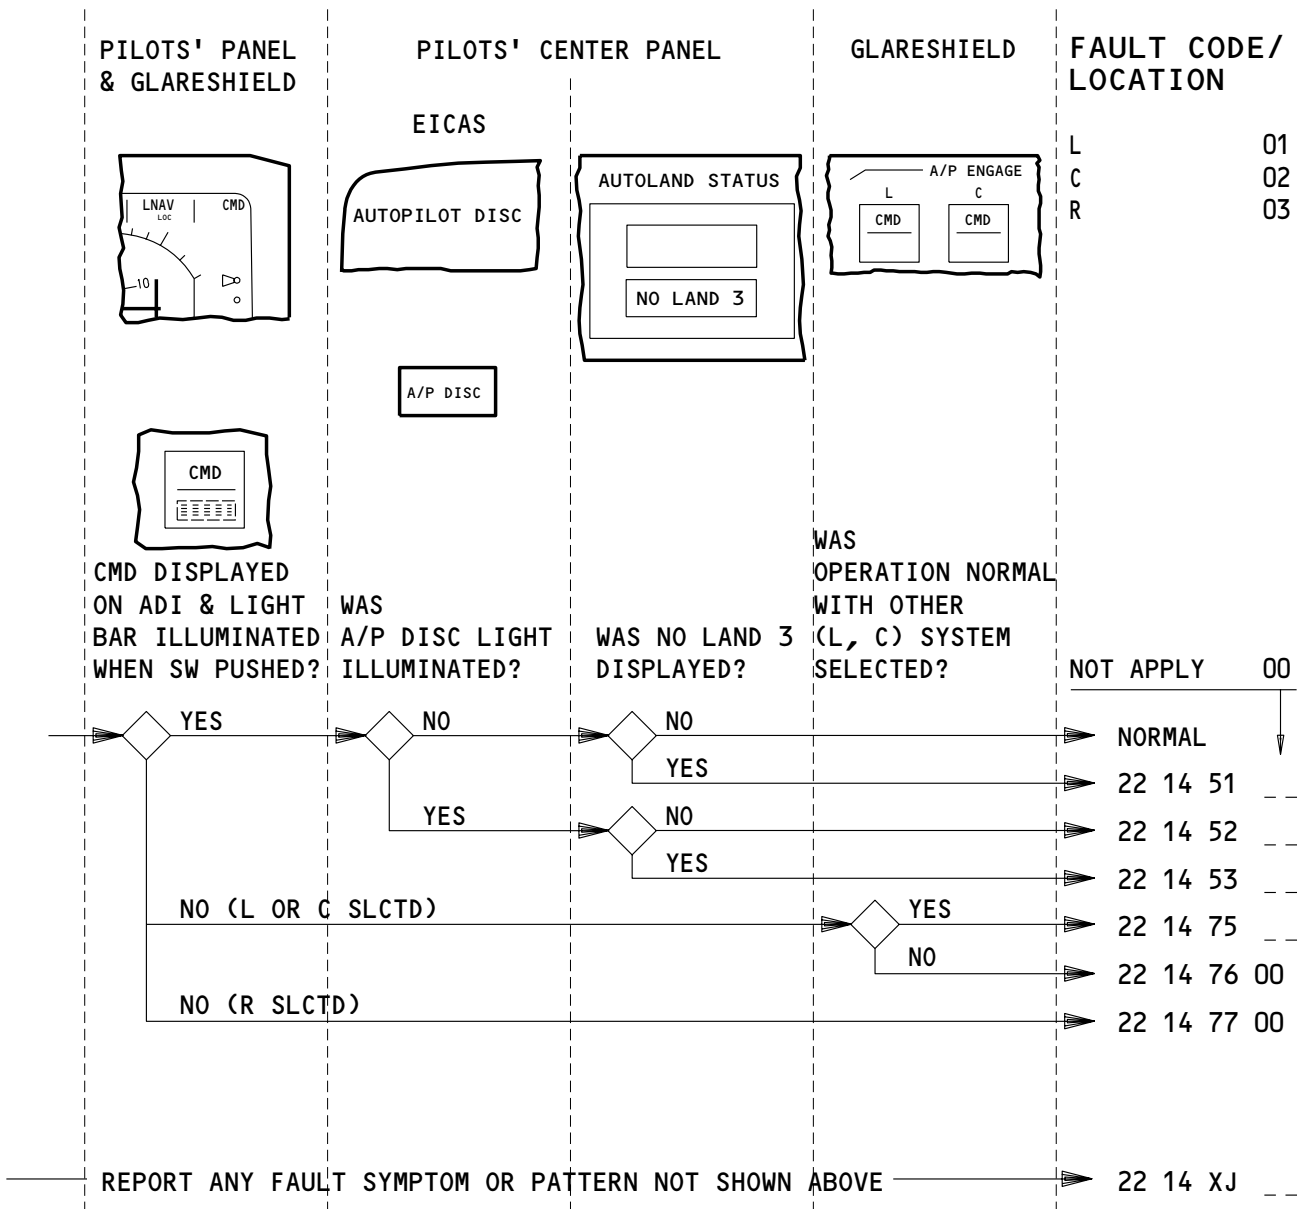 PILOTS' PANEL
& GLARESHIELD
PILOTS' CENTER PANEL
GLARESHIELD
FAULT CODE/
LOCATION
EICAS
L 01
C 02
R 03
LNAV
LOC
CMD
10
AUTOPILOT DISC
AUTOLAND STATUS
NO LAND 3
A/P ENGAGE
L C
CMD CMD
A/P DISC
CMD
CMD DISPLAYED
ON ADI & LIGHT
BAR ILLUMINATED
WHEN SW PUSHED?
WAS
A/P DISC LIGHT
ILLUMINATED?
WAS NO LAND 3
DISPLAYED?
WAS
OPERATION NORMAL
WITH OTHER
(L, C) SYSTEM
SELECTED?
NOT APPLY 00
YES NO NO NORMAL
YES 22 14 51 _ _
YES NO 22 14 52 _ _
YES 22 14 53 _ _
NO (L OR C SLCTD) YES 22 14 75 _ _
NO 22 14 76 00
NO (R SLCTD) 22 14 77 00
REPORT ANY FAULT SYMPTOM OR PATTERN NOT SHOWN ABOVE 22 14 XJ _ _